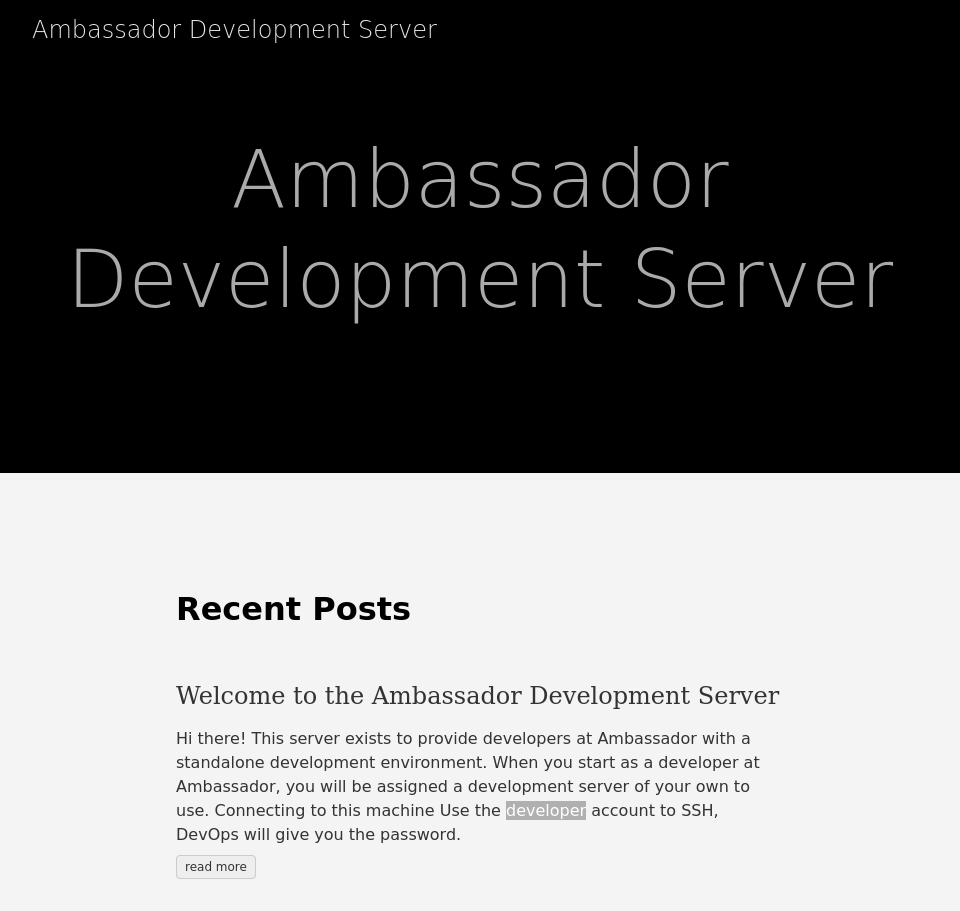 Ambassador Development Server
Ambassador
Development Server
Recent Posts
Welcome to the Ambassador Development Server
Hi there! This server exists to provide developers at Ambassador with a
standalone development environment. When you start as a developer at
Ambassador, you will be assigned a development server of your own to
use. Connecting to this machine Use the developer account to SSH,
DevOps will give you the password.
read more